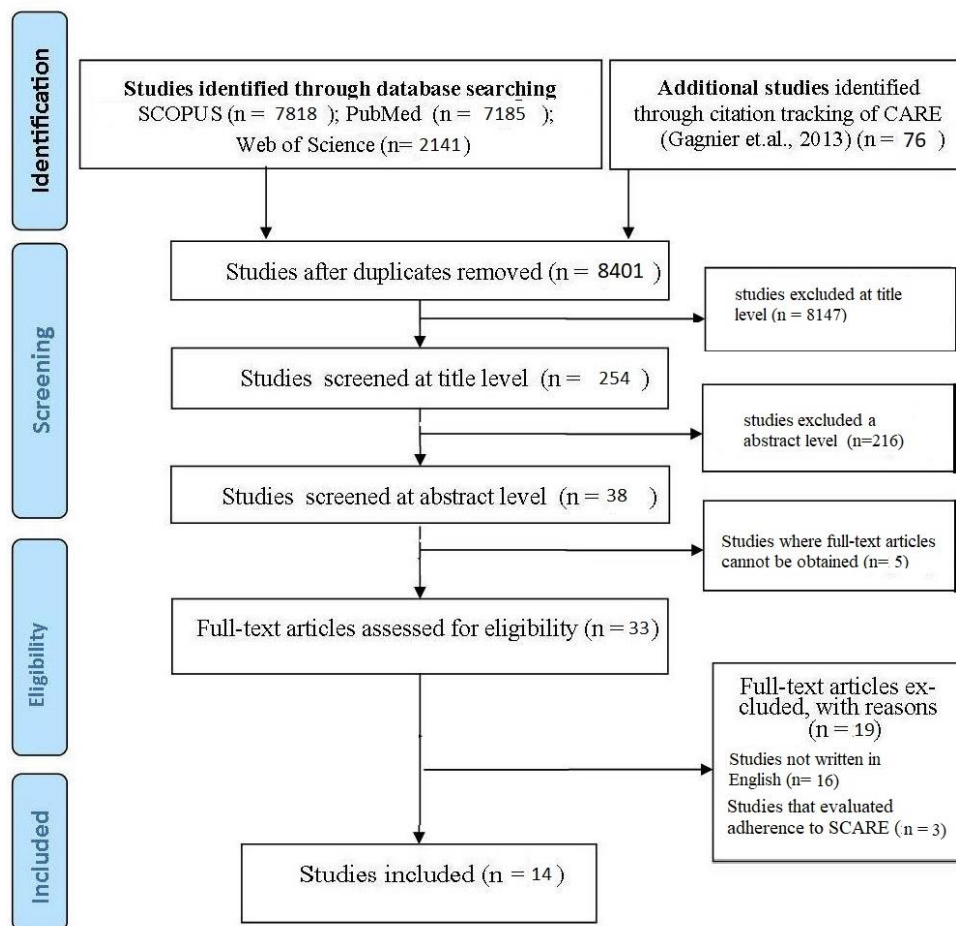 Identification
Studies identified through database searching
SCOPUS (n = 7818 ); PubMed (n = 7185 );
Web of Science (n= 2141)
Additional studies identified
through citation tracking of CARE
(Gagnier et.al., 2013) (n = 76 )
Screening
Studies after duplicates removed (n = 8401 )
studies excluded at title
level (n = 8147)
Studies screened at title level (n = 254 )
studies excluded a
abstract level (n=216)
Studies screened at abstract level (n = 38 )
Studies where full-text articles
cannot be obtained (n= 5)
Eligibility
Full-text articles assessed for eligibility (n = 33)
Full-text articles ex-
cluded, with reasons
(n = 19)
Studies not written in
English (n= 16)
Studies that evaluated
adherence to SCARE (n = 3)
Included
Studies included (n = 14)